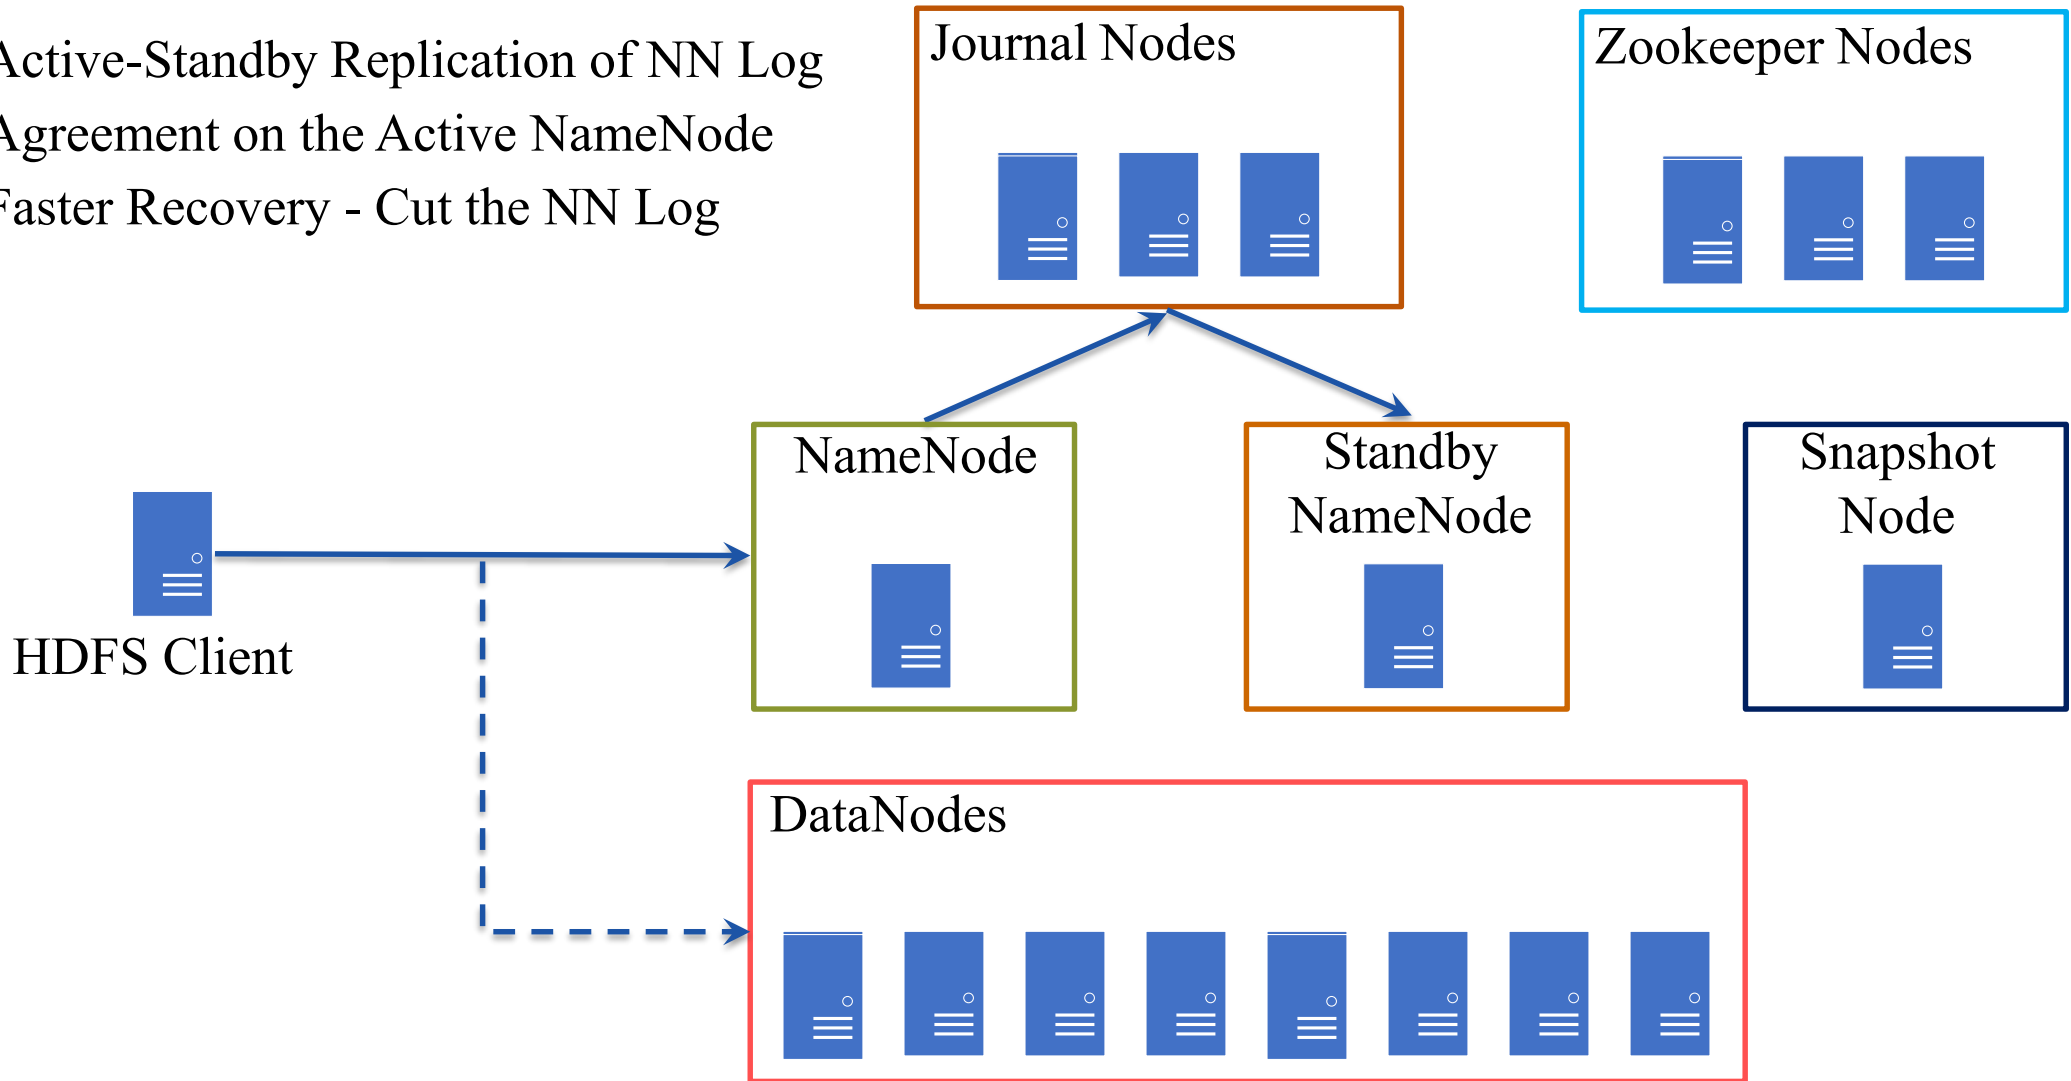 Active-Standby Replication of NN Log
Agreement on the Active NameNode
Faster Recovery - Cut the NN Log
Journal Nodes
Zookeeper Nodes
NameNode
Standby
NameNode
Snapshot
Node
HDFS Client
DataNodes